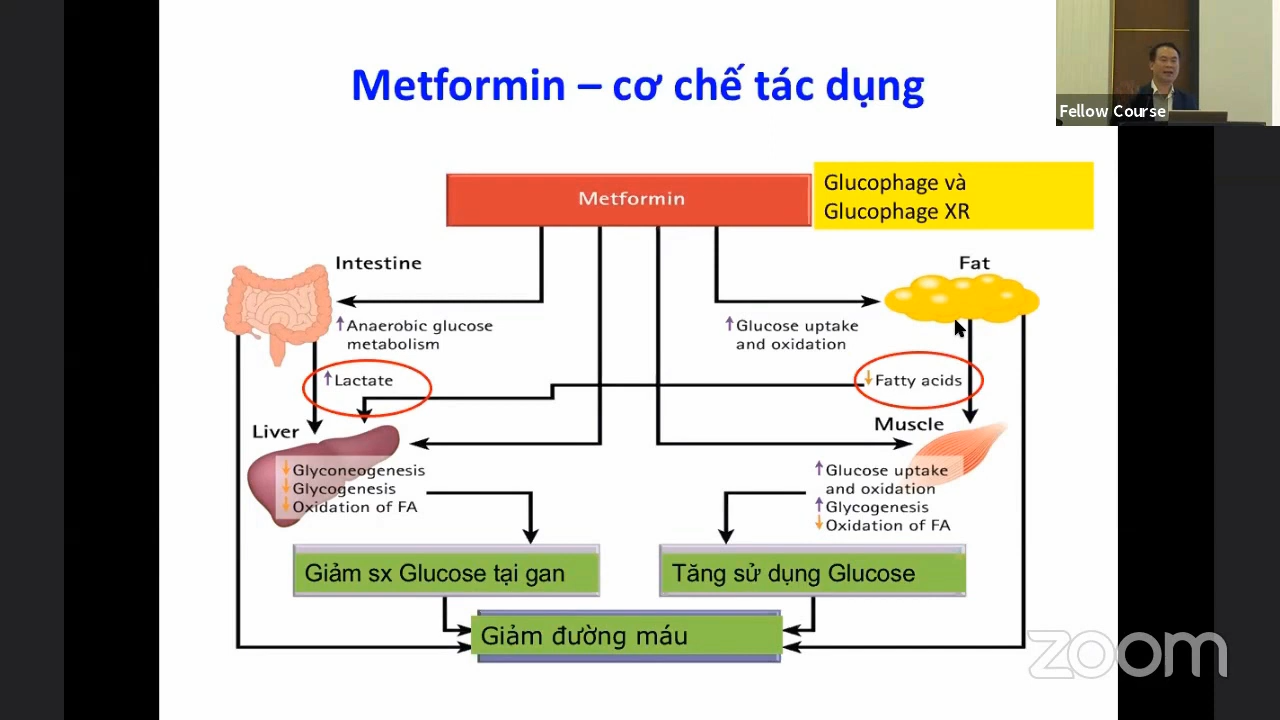 Metformin – cơ chế tác dụng
Fellow Course
Metformin
Glucophage và
Glucophage XR
Intestine
Fat
↑Anaerobic glucose
metabolism
↑Glucose uptake
and oxidation
↑Lactate
↓Fatty acids
Liver
Muscle
↓Glyconeogenesis
↓Glycogenesis
↓Oxidation of FA
↑Glucose uptake
and oxidation
↑Glycogenesis
↓Oxidation of FA
Giảm sx Glucose tại gan
Tăng sử dụng Glucose
Giảm đường máu
zoom